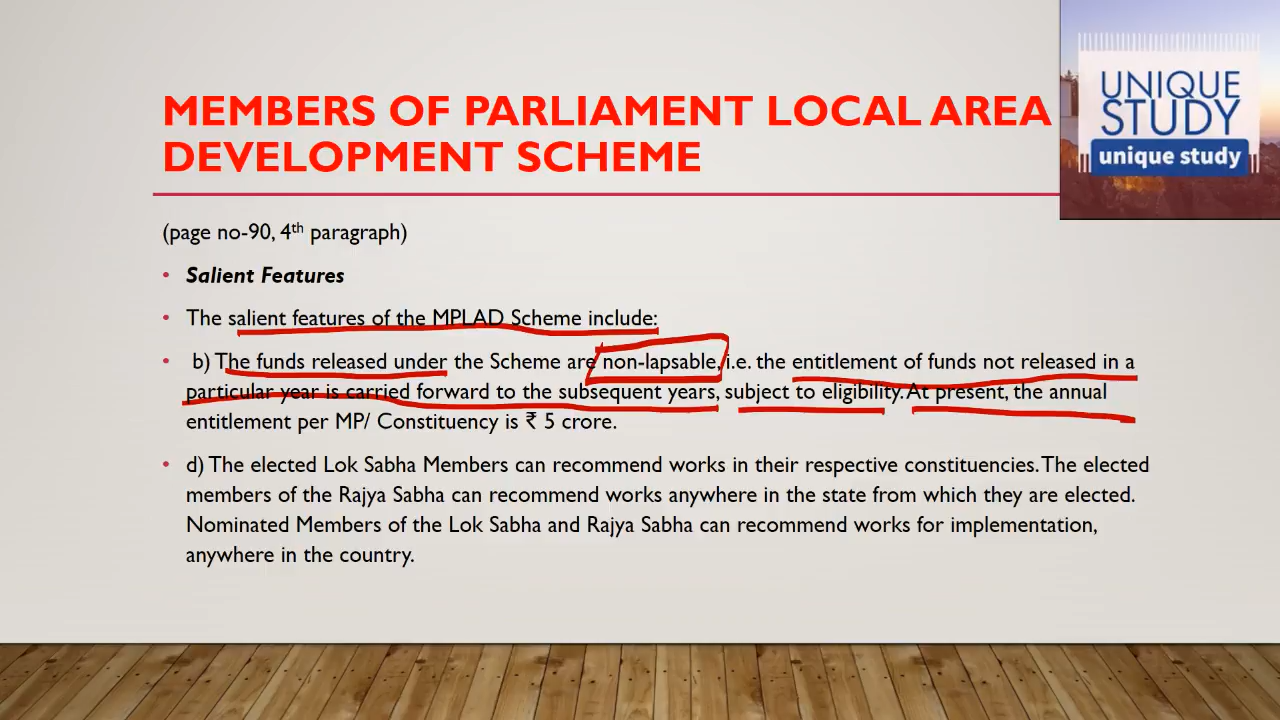 MEMBERS OF PARLIAMENT LOCAL AREA
DEVELOPMENT SCHEME
UNIQUE
STUDY
unique study
(page no-90, 4th paragraph)
• Salient Features
• The salient features of the MPLAD Scheme include:
• b) The funds released under the Scheme are non-lapsable, i.e. the entitlement of funds not released in a
particular year is carried forward to the subsequent years, subject to eligibility. At present, the annual
entitlement per MP/ Constituency is ₹ 5 crore.
• d) The elected Lok Sabha Members can recommend works in their respective constituencies. The elected
members of the Rajya Sabha can recommend works anywhere in the state from which they are elected.
Nominated Members of the Lok Sabha and Rajya Sabha can recommend works for implementation,
anywhere in the country.